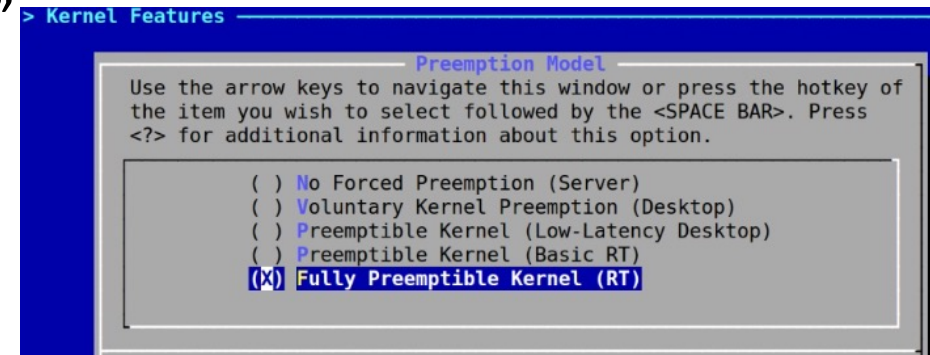 > Kernel Features
Preemption Model
Use the arrow keys to navigate this window or press the hotkey of
the item you wish to select followed by the <SPACE BAR>. Press
<?> for additional information about this option.
( ) No Forced Preemption (Server)
( ) Voluntary Kernel Preemption (Desktop)
( ) Preemptible Kernel (Low-Latency Desktop)
( ) Preemptible Kernel (Basic RT)
(X) Fully Preemptible Kernel (RT)